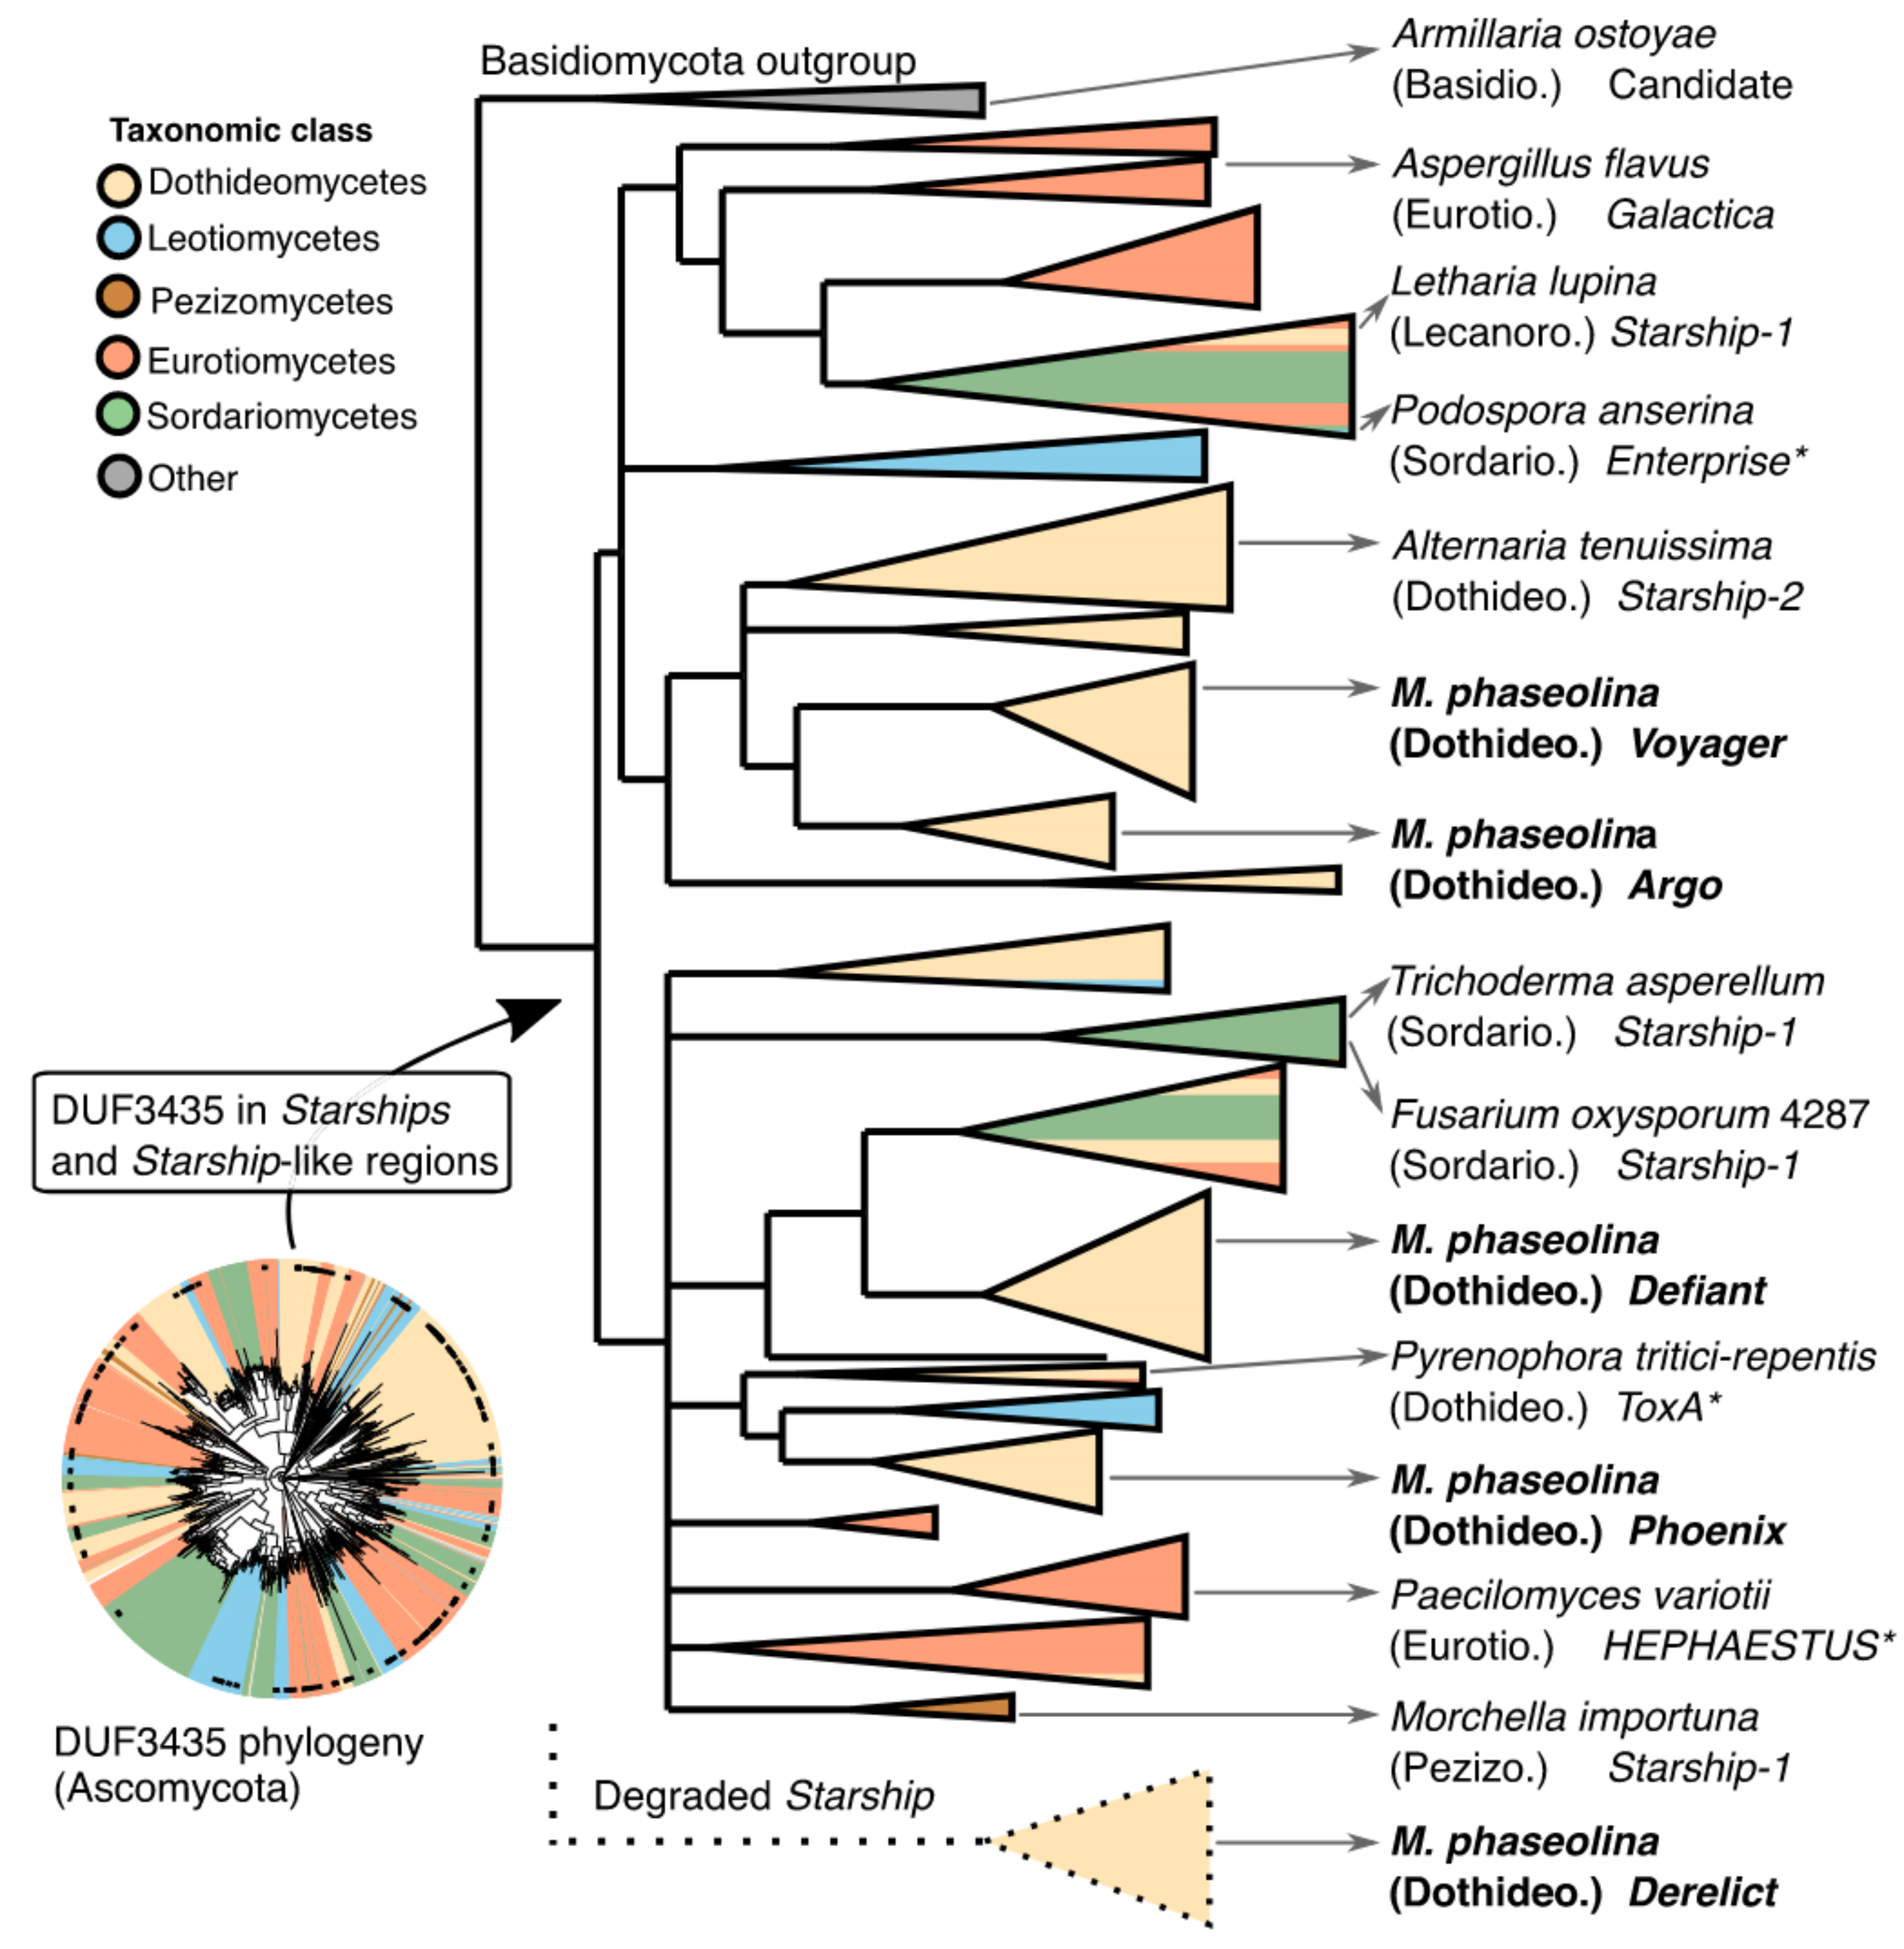 Basidiomycota outgroup
Taxonomic class
Dothideomycetes
Leotiomycetes
Pezizomycetes
Eurotiomycetes
Sordariomycetes
Other
Armillaria ostoyae
(Basidio.) Candidate
Aspergillus flavus
(Eurotio.) Galactica
Letharia lupina
(Lecanoro.) Starship-1
Podospora anserina
(Sordario.) Enterprise*
Alternaria tenuissima
(Dothideo.) Starship-2
M. phaseolina
(Dothideo.) Voyager
M. phaseolina
(Dothideo.) Argo
Trichoderma asperellum
(Sordario.) Starship-1
Fusarium oxysporum 4287
(Sordario.) Starship-1
M. phaseolina
(Dothideo.) Defiant
Pyrenophora tritici-repentis
(Dothideo.) ToxA*
M. phaseolina
(Dothideo.) Phoenix
Paecilomyces variotii
(Eurotio.) HEPHAESTUS*
Morchella importuna
(Pezizo.) Starship-1
M. phaseolina
(Dothideo.) Derelict
DUF3435 in Starships
and Starship-like regions
DUF3435 phylogeny
(Ascomycota)
Degraded Starship